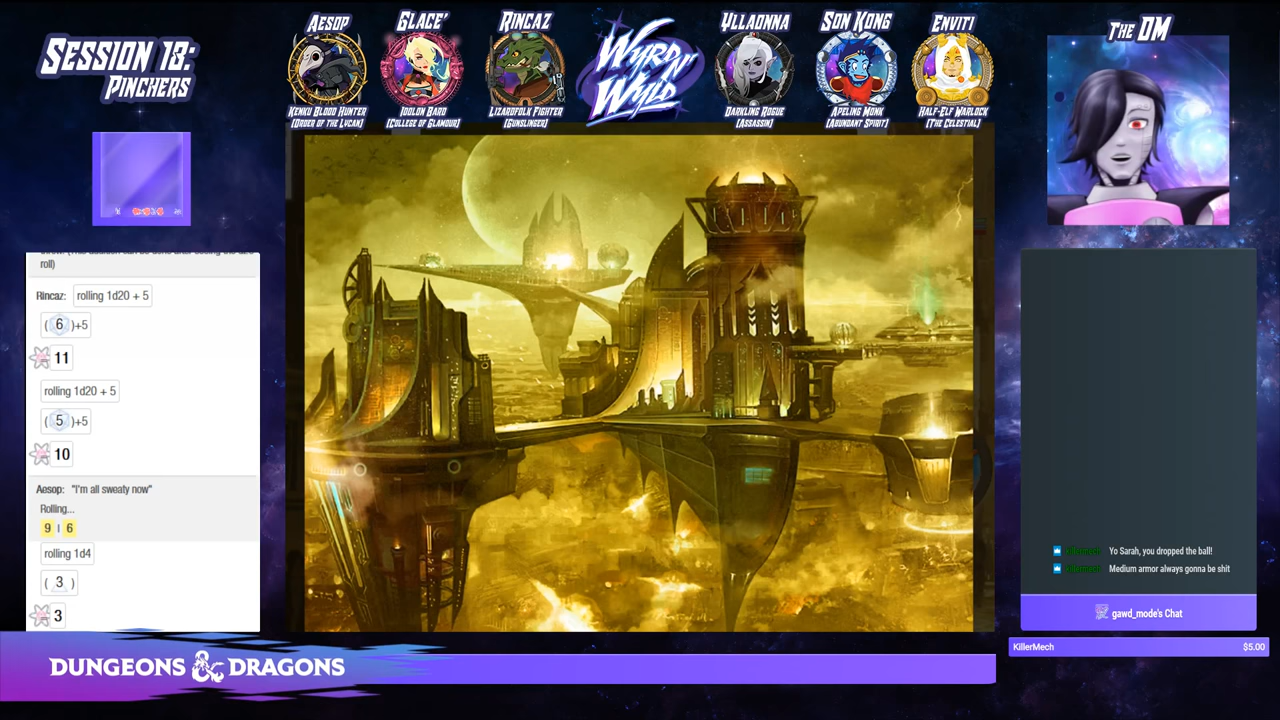 SESSION 18:
PINCHERS
AESOP
KENKU BLOOD HUNTER
(ORDER OF THE LYCAN)
GLACE'
IDOLON BARD
(COLLEGE OF GLAMOUR)
RINCAZ
LIZARDFOLK FIGHTER
(GUNSLINGER)
WYRD N'
WYLD
YLLADNNA
DARKLING ROGUE
(ASSASSIN)
SON KONG
APELING MONK
(ABUNDANT SPIRIT)
ENVITI
HALF-ELF WARLOCK
(THE CELESTIAL)
THE DM
roll)
Rincaz: rolling 1d20 + 5
( 6 )+5
11
rolling 1d20 + 5
( 5 )+5
10
Aesop: "I'm all sweaty now"
Rolling...
9 | 6
rolling 1d4
( 3 )
3
KillerMech Yo Sarah, you dropped the ball!
KillerMech Medium armor always gonna be shit
gawd_mode's Chat
KillerMech $5.00
DUNGEONS & DRAGONS